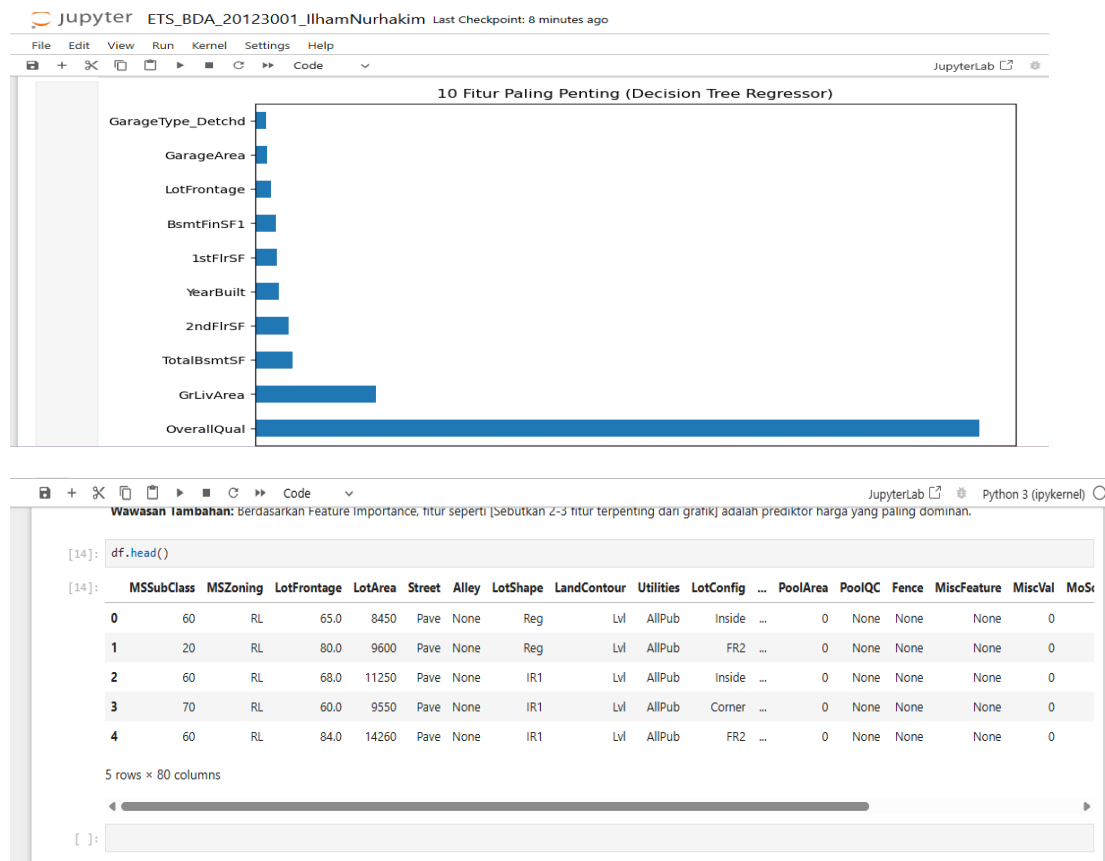 jupyter ETS_BDA_20123001_IlhamNurhakim Last Checkpoint: 8 minutes ago
File Edit View Run Kernel Settings Help
Code JupyterLab
10 Fitur Paling Penting (Decision Tree Regressor)
GarageType_Detchd
GarageArea
LotFrontage
BsmtFinSF1
1stFlrSF
YearBuilt
2ndFlrSF
TotalBsmtSF
GrLivArea
OverallQual
Code JupyterLab Python 3 (ipykernel)
Wawasan Tambahan: Berdasarkan Feature Importance, fitur seperti [Sebutkan 2-3 fitur terpenting dari grafik] adalah prediktor harga yang paling dominan.
[14]: df.head()
[14]: MSSubClass MSZoning LotFrontage LotArea Street Alley LotShape LandContour Utilities LotConfig ... PoolArea PoolQC Fence MiscFeature MiscVal MoSo
0 60 RL 65.0 8450 Pave None Reg Lvl AllPub Inside ... 0 None None None 0
1 20 RL 80.0 9600 Pave None Reg Lvl AllPub FR2 ... 0 None None None 0
2 60 RL 68.0 11250 Pave None IR1 Lvl AllPub Inside ... 0 None None None 0
3 70 RL 60.0 9550 Pave None IR1 Lvl AllPub Corner ... 0 None None None 0
4 60 RL 84.0 14260 Pave None IR1 Lvl AllPub FR2 ... 0 None None None 0
5 rows × 80 columns
[ ]: